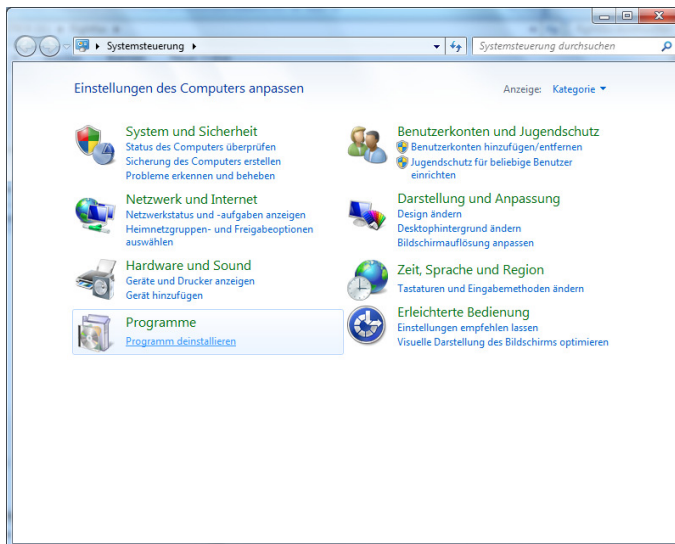 Systemsteuerung
Systemsteuerung durchsuchen
Einstellungen des Computers anpassen
Anzeige: Kategorie
System und Sicherheit
Status des Computers überprüfen
Sicherung des Computers erstellen
Probleme erkennen und beheben
Netzwerk und Internet
Netzwerkstatus und -aufgaben anzeigen
Heimnetzgruppen- und Freigabeoptionen
auswählen
Hardware und Sound
Geräte und Drucker anzeigen
Gerät hinzufügen
Programme
Programm deinstallieren
Benutzerkonten und Jugendschutz
Benutzerkonten hinzufügen/entfernen
Jugendschutz für beliebige Benutzer
einrichten
Darstellung und Anpassung
Design ändern
Desktophintergrund ändern
Bildschirmauflösung anpassen
Zeit, Sprache und Region
Tastaturen und Eingabemethoden ändern
Erleichterte Bedienung
Einstellungen empfehlen lassen
Visuelle Darstellung des Bildschirms optimieren